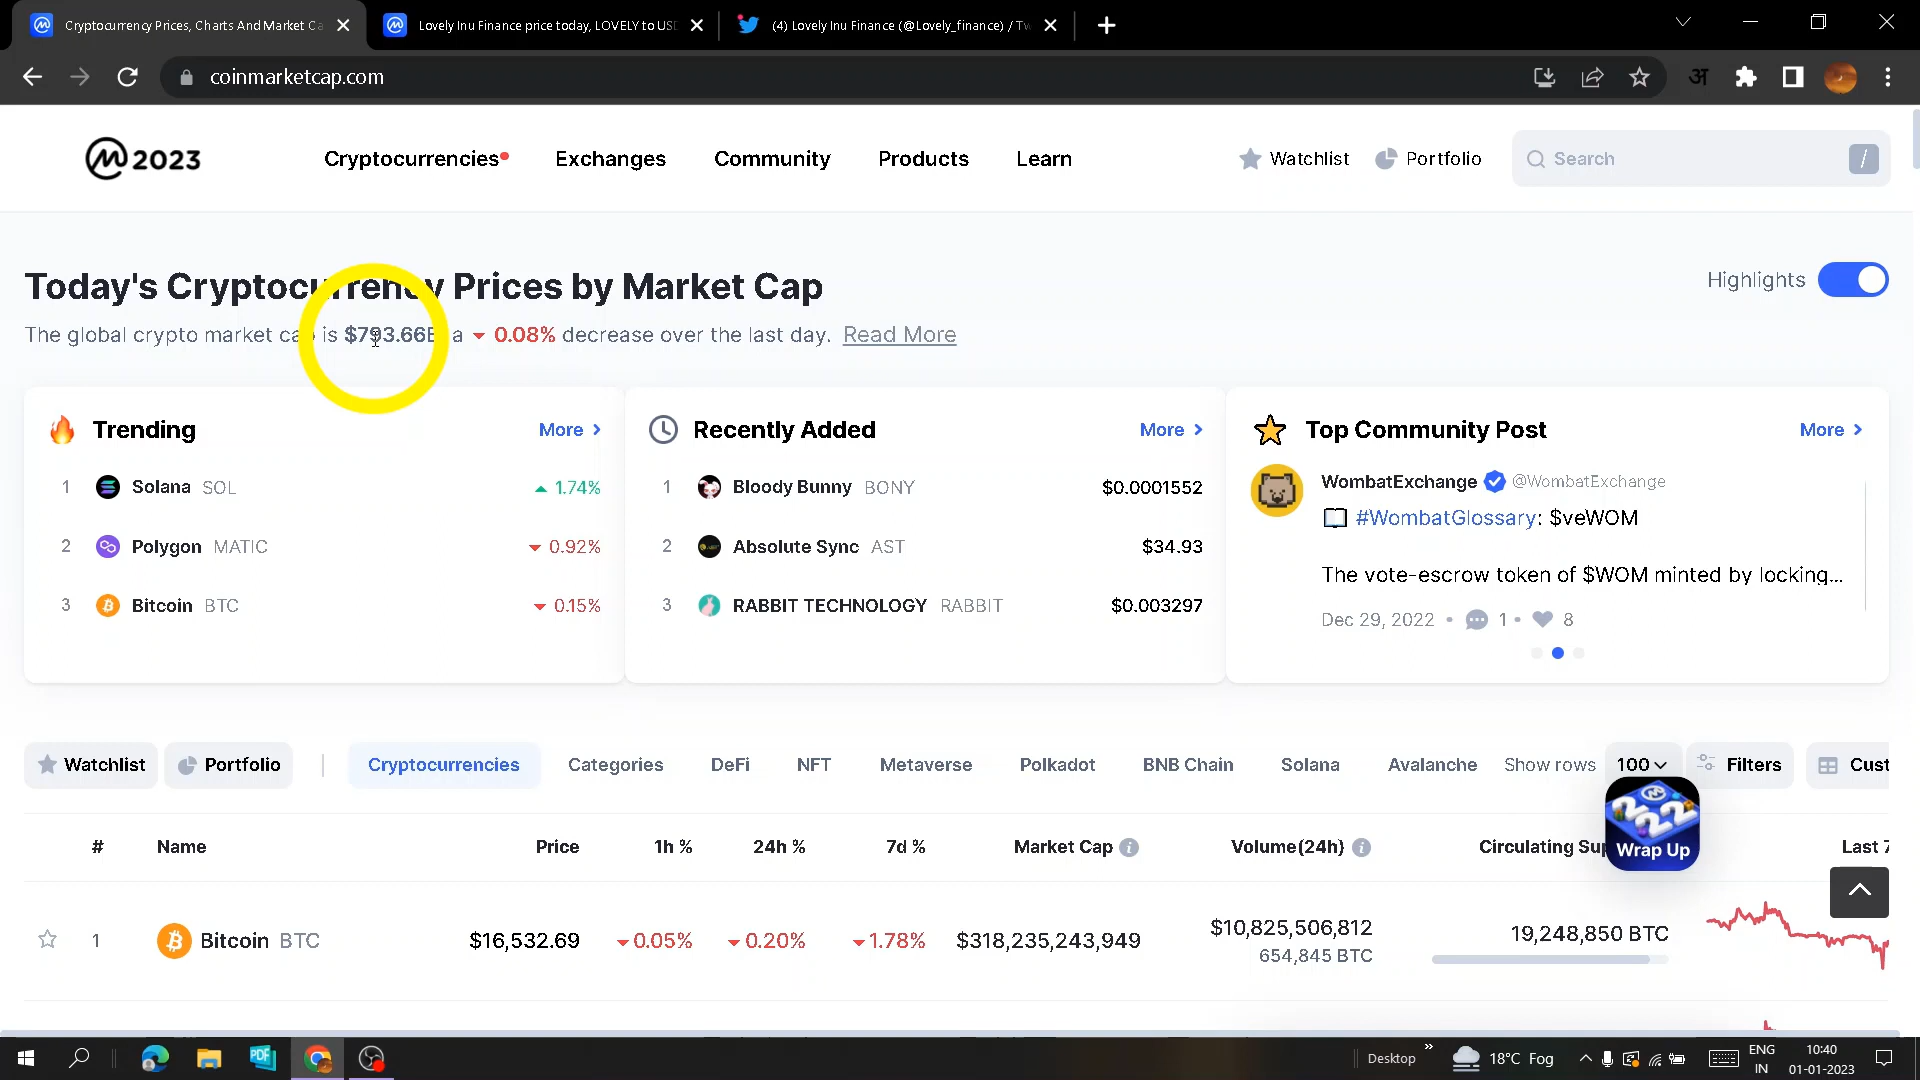 Currency Prices, Charts And Market Ca
Lovely Inu Finance price today, LOVELY to USD
(4) Lovely Inu Finance (@Lovely_finance) / Tw
coinmarketcap.com
अ
2023
Cryptocurrencies
Exchanges
Community
Products
Learn
Watchlist
Portfolio
Search
/
Today's Cryptocurrency Prices by Market Cap
Highlights
The global crypto market cap is $793.66B, a 0.08% decrease over the last day. Read More
Trending
More
1 Solana SOL 1.74%
2 Polygon MATIC 0.92%
3 Bitcoin BTC 0.15%
Recently Added
More
1 Bloody Bunny BONY $0.0001552
2 Absolute Sync AST $34.93
3 RABBIT TECHNOLOGY RABBIT $0.003297
Top Community Post
More
WombatExchange @WombatExchange
#WombatGlossary: $veWOM
The vote-escrow token of $WOM minted by locking...
Dec 29, 2022 • 1 • 8
Watchlist
Portfolio
Cryptocurrencies
Categories
DeFi
NFT
Metaverse
Polkadot
BNB Chain
Solana
Avalanche
Show rows
100
Filters
Cust
2022
Wrap Up
# Name Price 1h % 24h % 7d % Market Cap Volume(24h) Circulating Sup Last 7
1 Bitcoin BTC $16,532.69 0.05% 0.20% 1.78% $318,235,243,949 $10,825,506,812 19,248,850 BTC
654,845 BTC
PDF
Desktop
18°C Fog
ENG
IN
10:40
01-01-2023